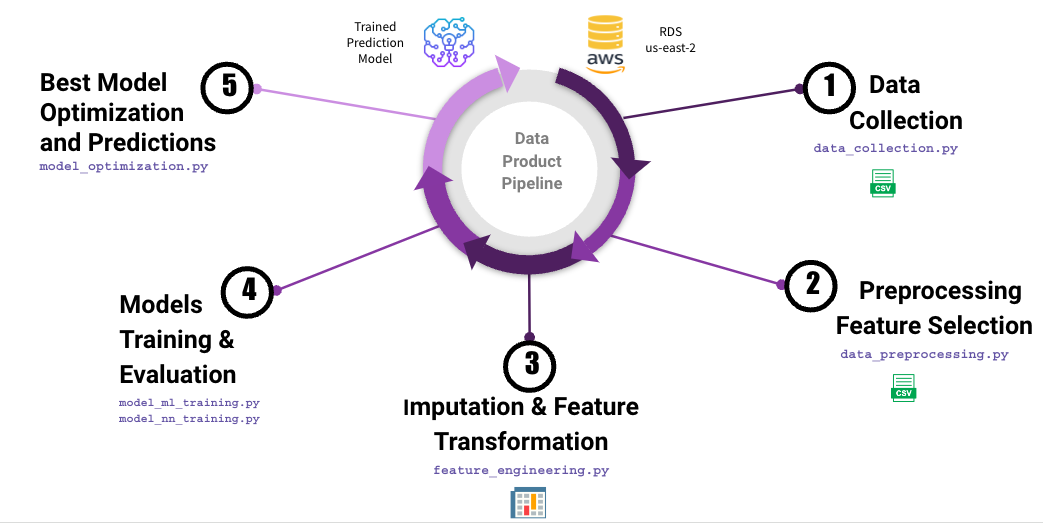 Trained
Prediction
Model
aws
RDS
us-east-2
Data
Product
Pipeline
1
Data
Collection
data_collection.py
CSV
2
Preprocessing
Feature Selection
data_preprocessing.py
CSV
3
Imputation & Feature
Transformation
feature_engineering.py
4
Models
Training &
Evaluation
model_ml_training.py
model_nn_training.py
5
Best Model
Optimization
and Predictions
model_optimization.py